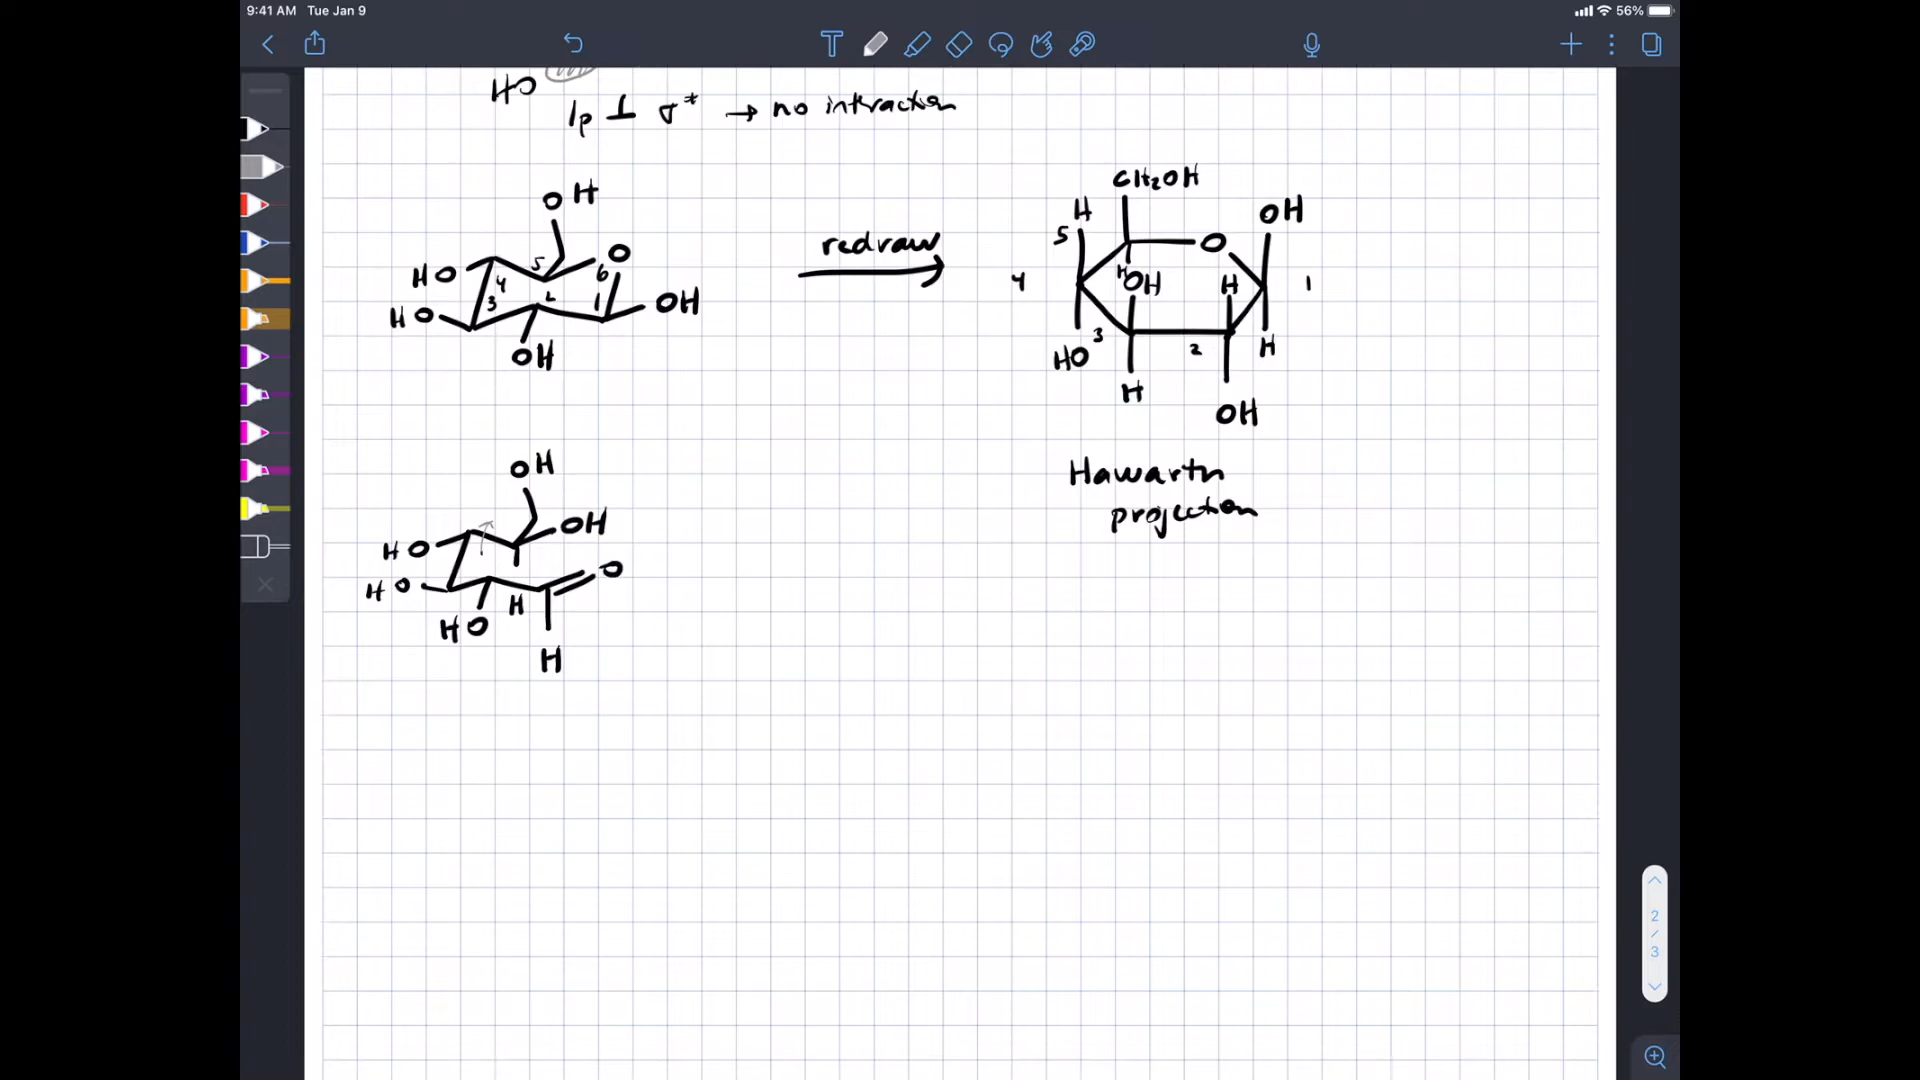 9:41 AM Tue Jan 9
56%
HO
lp ⊥ σ* → no interaction
OH
HO
HO
5
4
3
2
1
6
O
OH
OH
redraw
CH₂OH
H
5
O
OH
4
H
OH
H
1
HO
3
2
H
H
OH
OH
HO
OH
HO
O
HO
H
H
Hawarth
projection
2
/
3